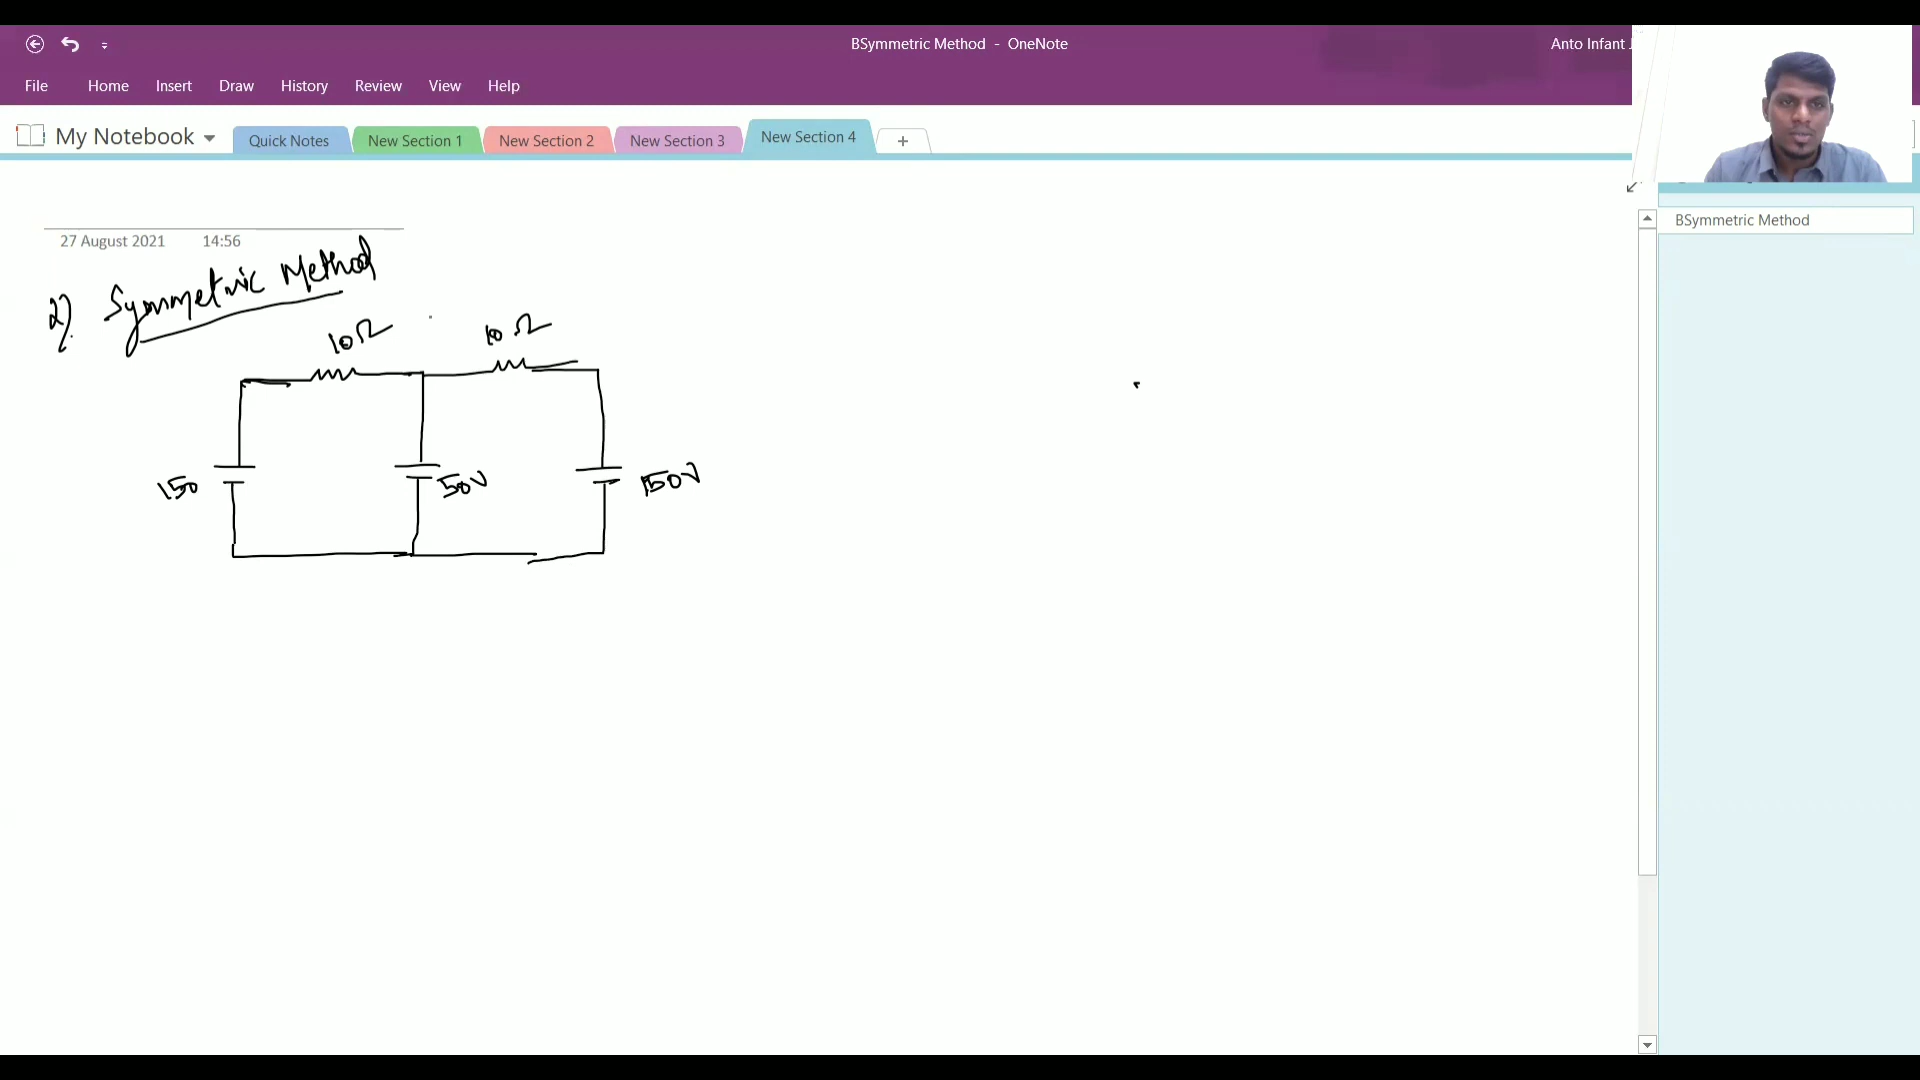 BSymmetric Method - OneNote
Anto Infant J
File Home Insert Draw History Review View Help
My Notebook
Quick Notes
New Section 1
New Section 2
New Section 3
New Section 4
+
BSymmetric Method
27 August 2021 14:56
2). Symmetric Method
10Ω 10Ω
150 50V 150V